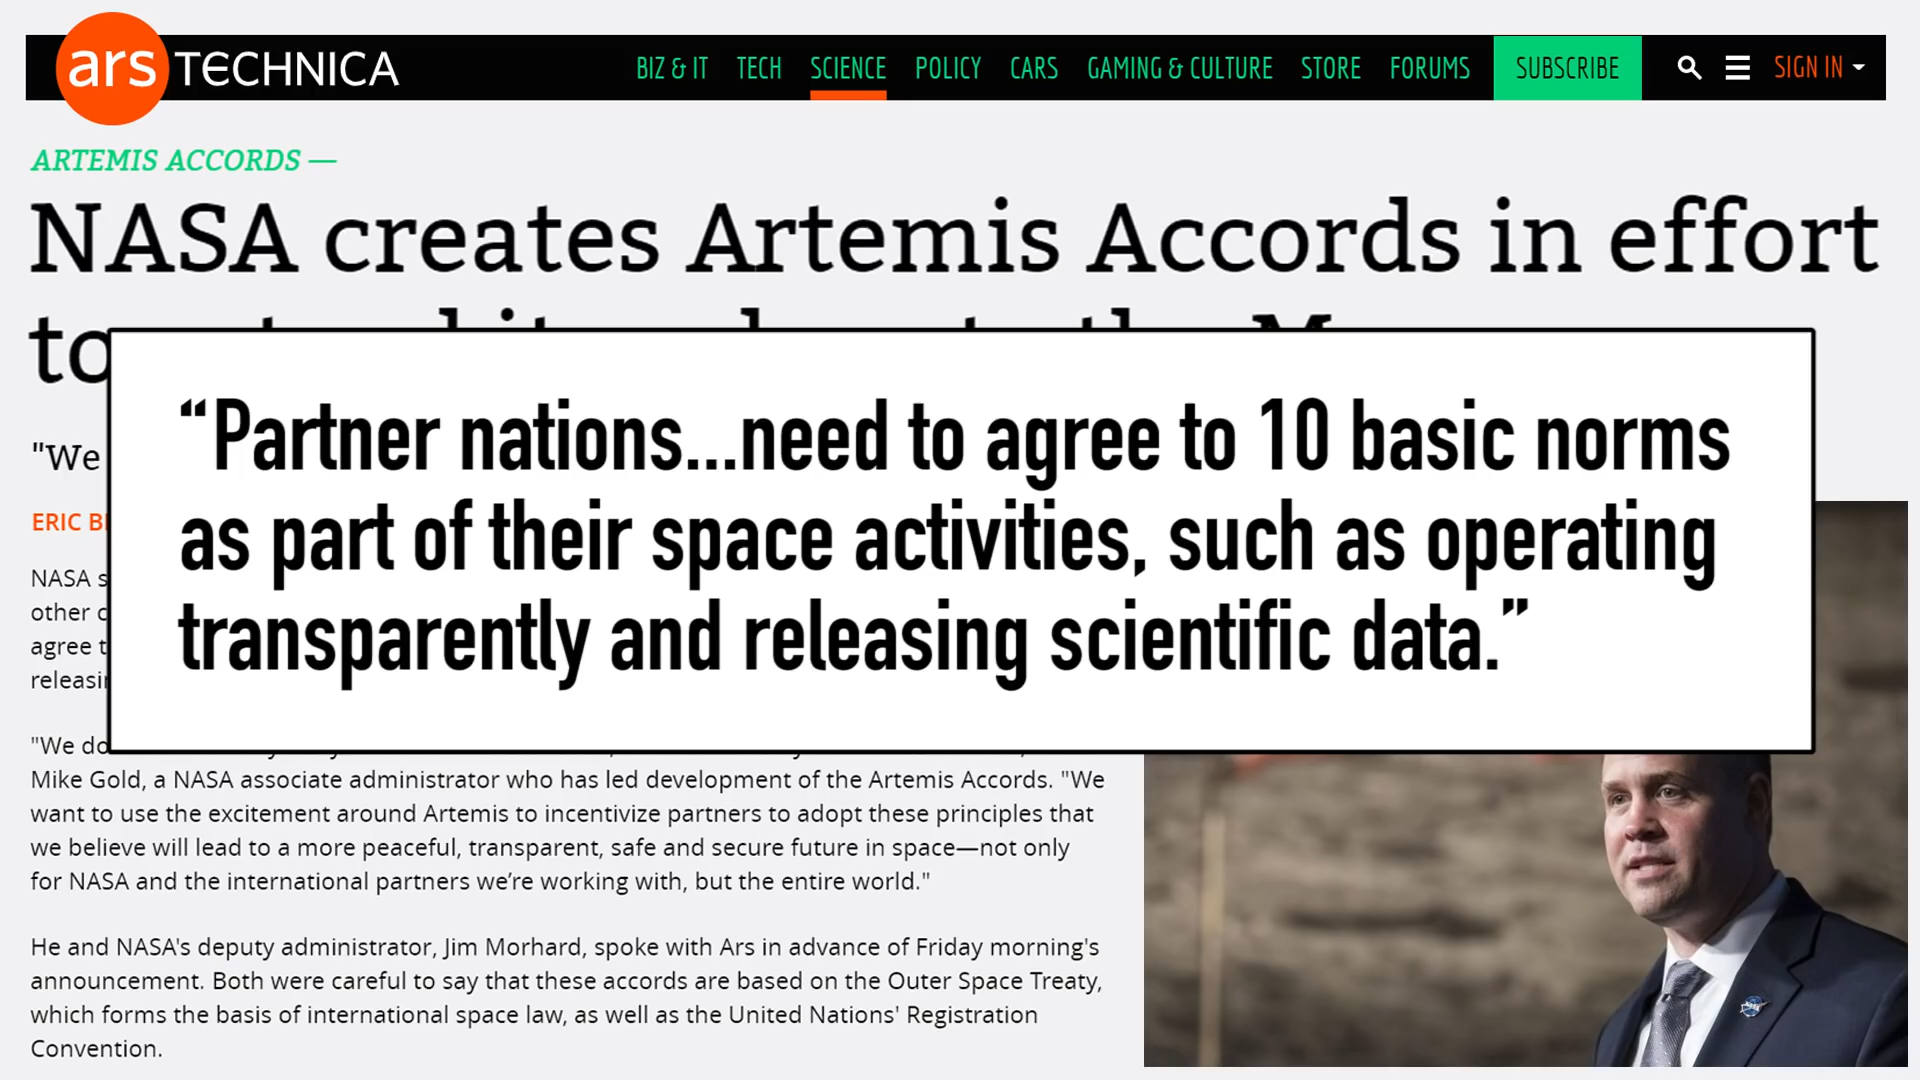 ars TECHNICA
BIZ & IT TECH SCIENCE POLICY CARS GAMING & CULTURE STORE FORUMS SUBSCRIBE SIGN IN
ARTEMIS ACCORDS —
NASA creates Artemis Accords in effort
to
"We
“Partner nations...need to agree to 10 basic norms
as part of their space activities, such as operating
transparently and releasing scientific data.”
ERIC
NASA
other
agree
"We
Mike Gold, a NASA associate administrator who has led development of the Artemis Accords. "We
want to use the excitement around Artemis to incentivize partners to adopt these principles that
we believe will lead to a more peaceful, transparent, safe and secure future in space—not only
for NASA and the international partners we’re working with, but the entire world."
He and NASA's deputy administrator, Jim Morhard, spoke with Ars in advance of Friday morning's
announcement. Both were careful to say that these accords are based on the Outer Space Treaty,
which forms the basis of international space law, as well as the United Nations' Registration
Convention.
NASA